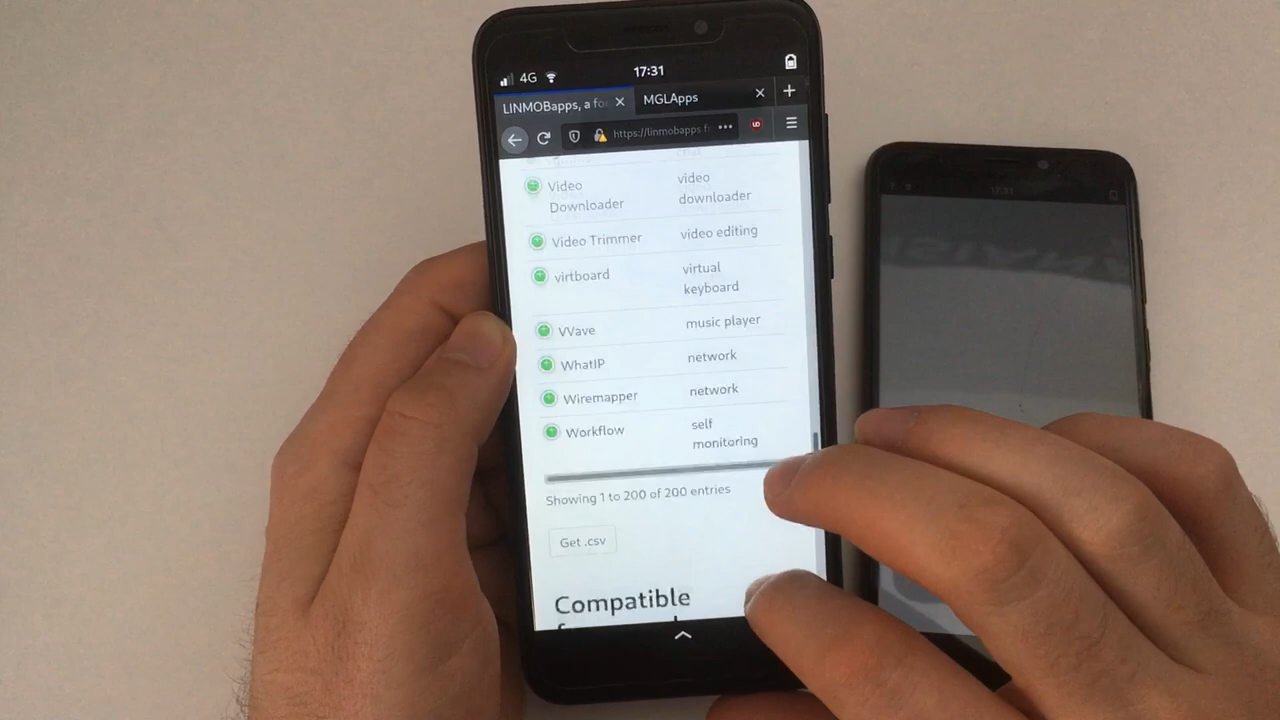 4G 17:31
LINMOBapps, a fo MGLApps
https://linmobapps.f
Video video
Downloader downloader
Video Trimmer video editing
virtboard virtual
keyboard
VVave music player
WhatIP network
Wiremapper network
Workflow self
monitoring
Showing 1 to 200 of 200 entries
Get .csv
Compatible
17:31